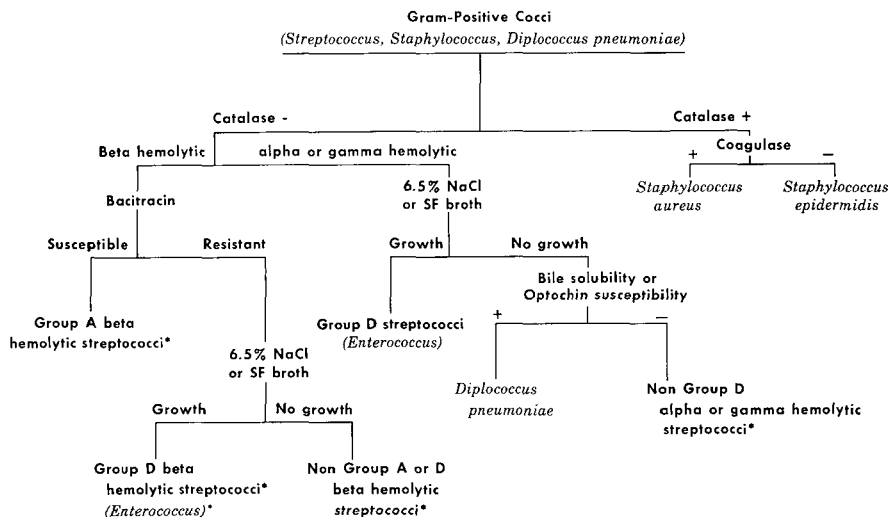 Gram-Positive Cocci
(Streptococcus, Staphylococcus, Diplococcus pneumoniae)
Catalase -
Catalase +
Beta hemolytic
alpha or gamma hemolytic
Coagulase
+
−
Staphylococcus
aureus
Staphylococcus
epidermidis
Bacitracin
6.5% NaCl
or SF broth
Susceptible
Resistant
Growth
No growth
Group A beta
hemolytic streptococci*
Group D streptococci
(Enterococcus)
Bile solubility or
Optochin susceptibility
+
−
6.5% NaCl
or SF broth
Diplococcus
pneumoniae
Non Group D
alpha or gamma hemolytic
streptococci*
Growth
No growth
Group D beta
hemolytic streptococci*
(Enterococcus)*
Non Group A or D
beta hemolytic
streptococci*